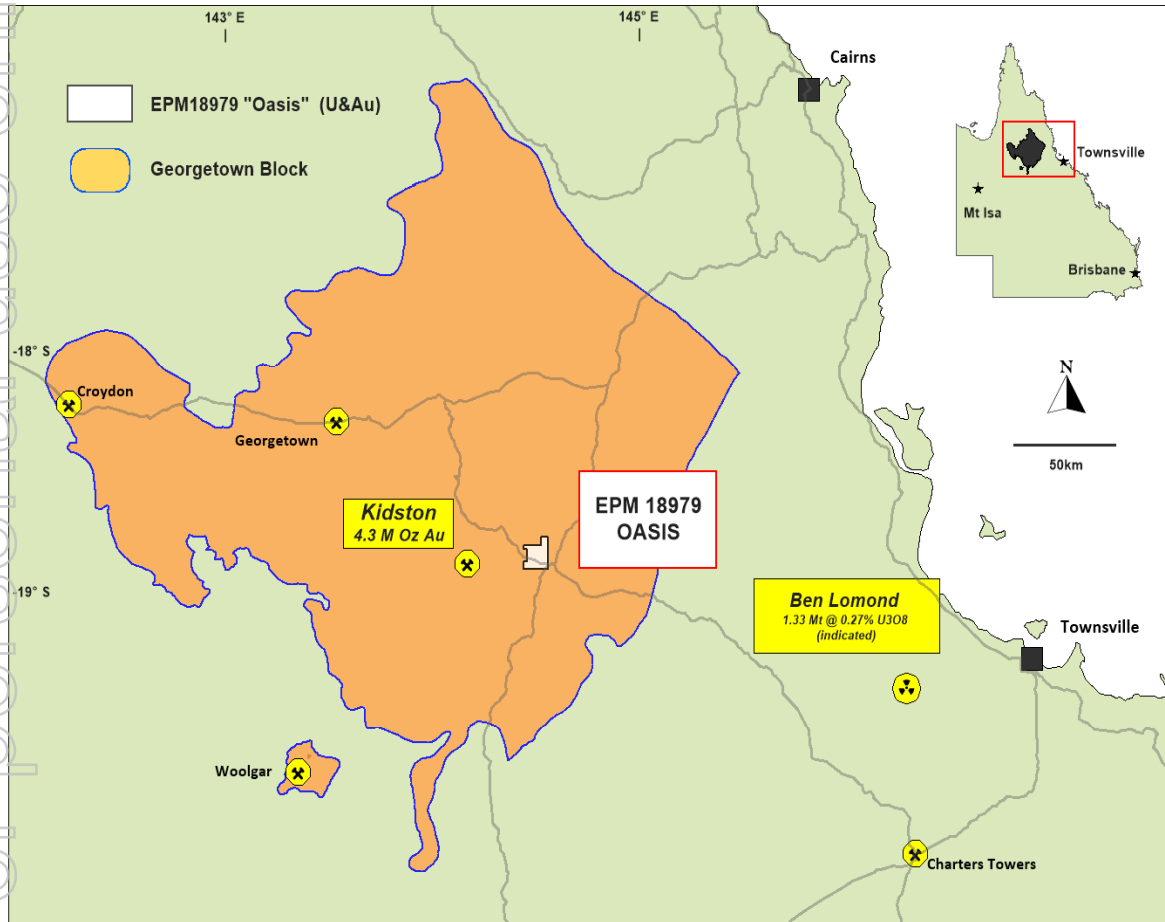 143° E
145° E
Cairns
EPM18979 "Oasis" (U&Au)
Georgetown Block
Townsville
Mt Isa
Brisbane
-18° S
Croydon
Georgetown
N
50km
Kidston
4.3 M Oz Au
EPM 18979
OASIS
-19° S
Ben Lomond
1.33 Mt @ 0.27% U3O8
(indicated)
Townsville
Woolgar
Charters Towers